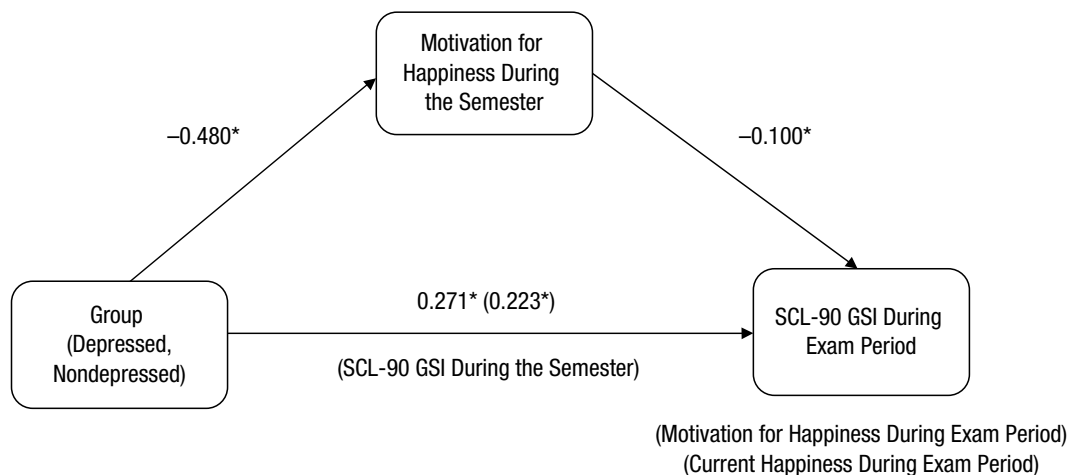 Motivation for
Happiness During
the Semester
–0.480*
–0.100*
Group
(Depressed,
Nondepressed)
0.271* (0.223*)
(SCL-90 GSI During the Semester)
SCL-90 GSI During
Exam Period
(Motivation for Happiness During Exam Period)
(Current Happiness During Exam Period)